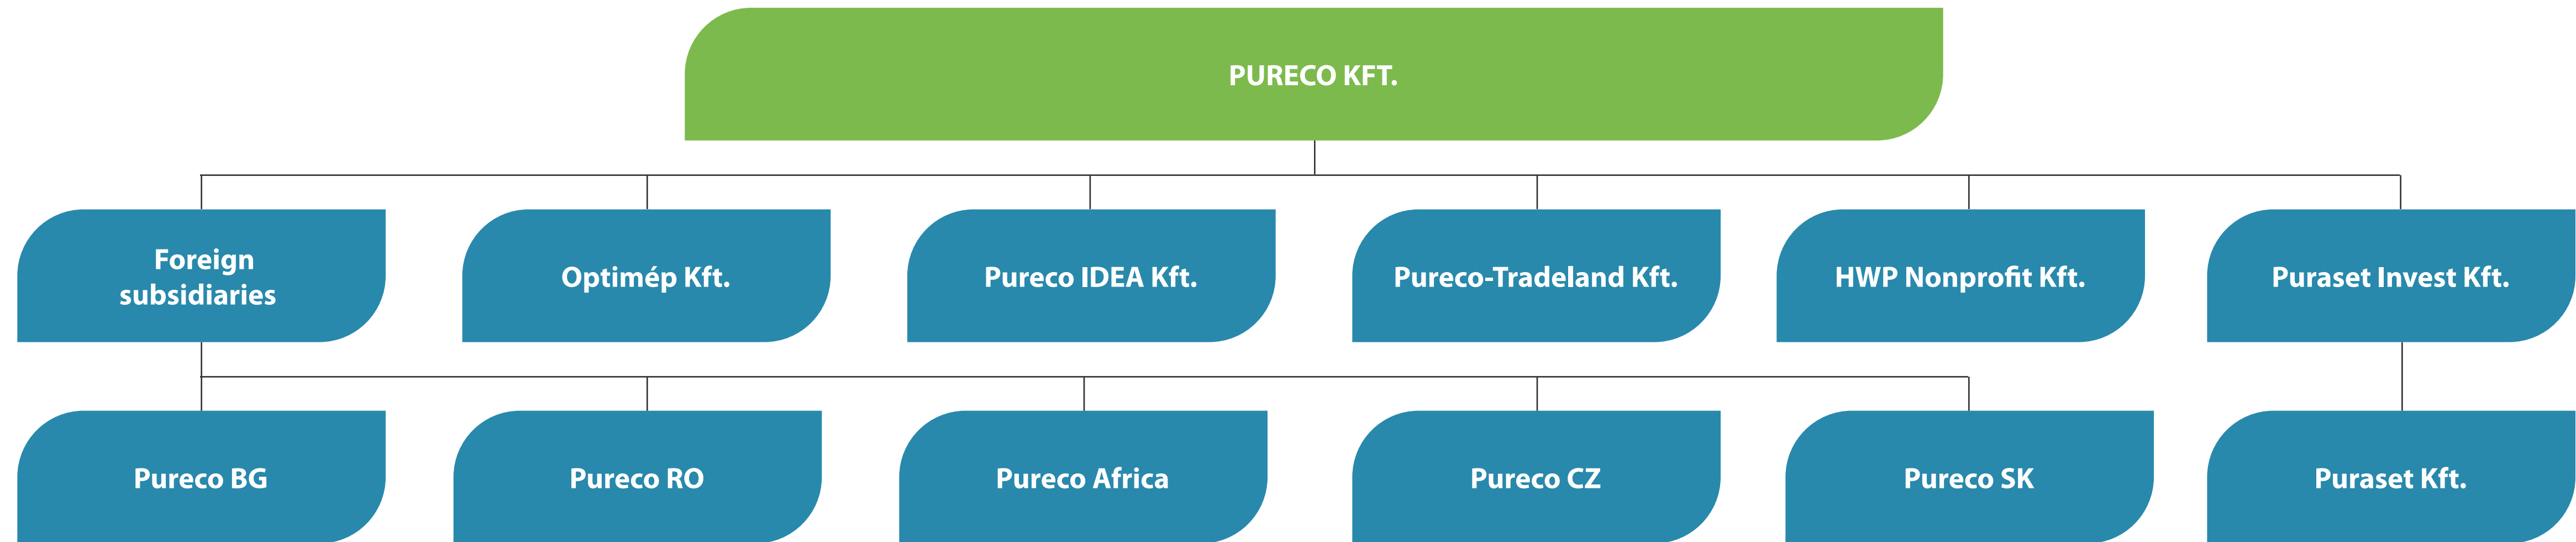 PURECO KFT.
Foreign
subsidiaries
Optimép Kft.
Pureco IDEA Kft.
Pureco-Tradeland Kft.
HWP Nonprofit Kft.
Puraset Invest Kft.
Pureco BG
Pureco RO
Pureco Africa
Pureco CZ
Pureco SK
Puraset Kft.